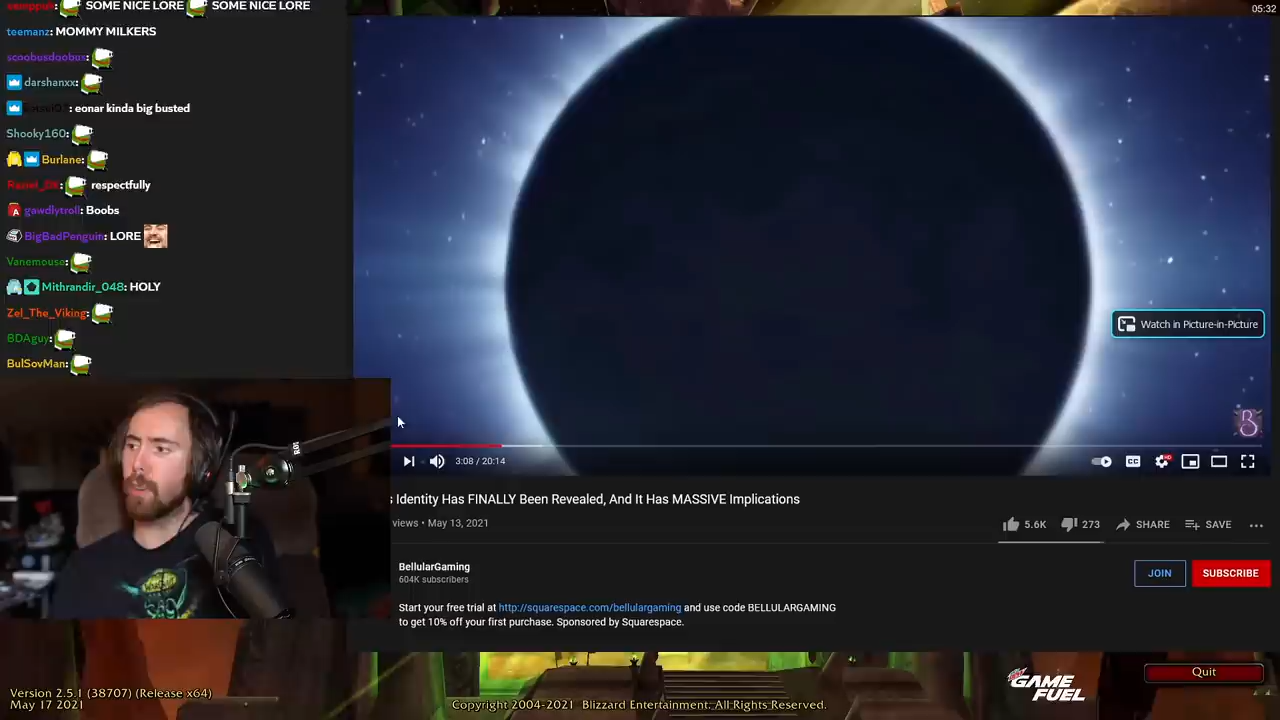 SOME NICE LORE SOME NICE LORE
teemanz: MOMMY MILKERS
scoobusdoobus:
darshanxx:
: eonar kinda big busted
Shooky160:
Burlane:
respectfully
gawdlytroll: Boobs
BigBadPenguin: LORE
Vanemouse:
Mithrandir_048: HOLY
Zel_The_Viking:
BDAguy:
BulSovMan:
05:32
Watch in Picture-in-Picture
3:08 / 20:14
CC
HD
s Identity Has FINALLY Been Revealed, And It Has MASSIVE Implications
views • May 13, 2021
5.6K
273
SHARE
SAVE
BellularGaming
604K subscribers
JOIN
SUBSCRIBE
Start your free trial at http://squarespace.com/bellulargaming and use code BELLULARGAMING
to get 10% off your first purchase. Sponsored by Squarespace.
Version 2.5.1 (38707) (Release x64)
May 17 2021
Copyright 2004-2021 Blizzard Entertainment. All Rights Reserved.
GAME
FUEL
Quit